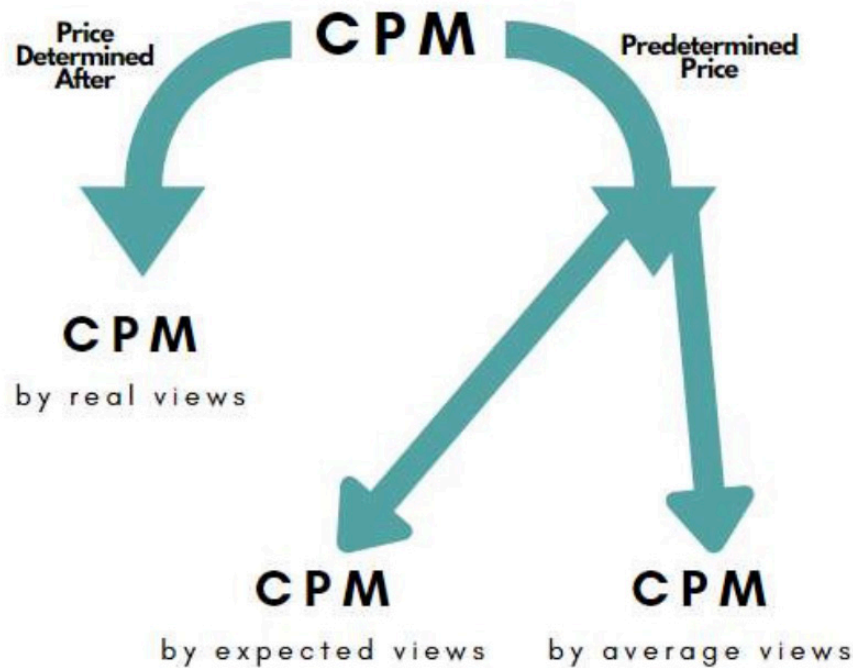 CPM
Price
Determined
After
Predetermined
Price
CPM
by real views
CPM
by expected views
CPM
by average views